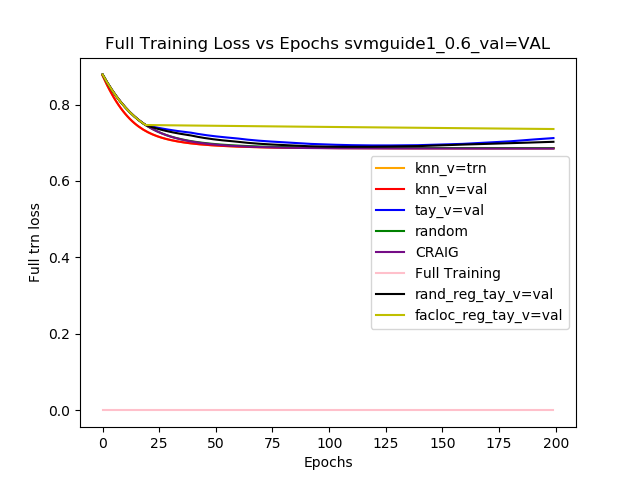 Full Training Loss vs Epochs svmguide1_0.6_val=VAL
Full trn loss
0.8
0.6
0.4
0.2
0.0
knn_v=trn
knn_v=val
tay_v=val
random
CRAIG
Full Training
rand_reg_tay_v=val
facloc_reg_tay_v=val
0 25 50 75 100 125 150 175 200
Epochs